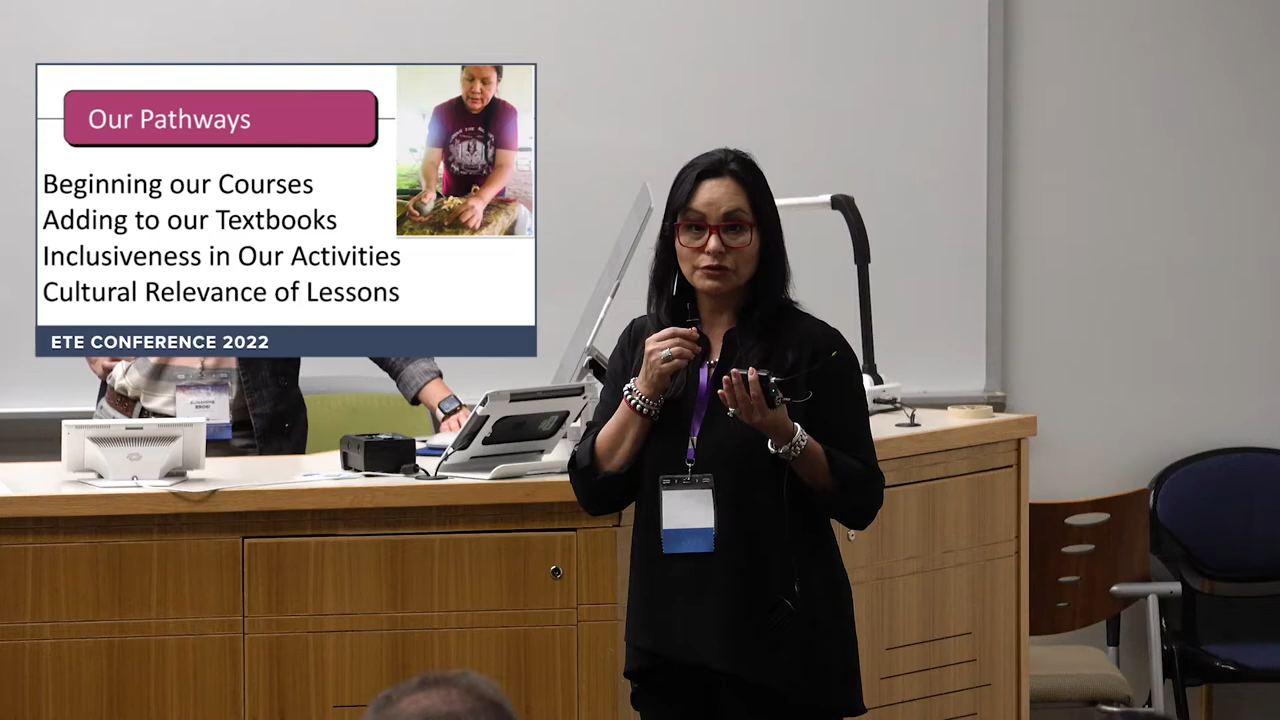 Our Pathways
Beginning our Courses
Adding to our Textbooks
Inclusiveness in Our Activities
Cultural Relevance of Lessons
ETE CONFERENCE 2022